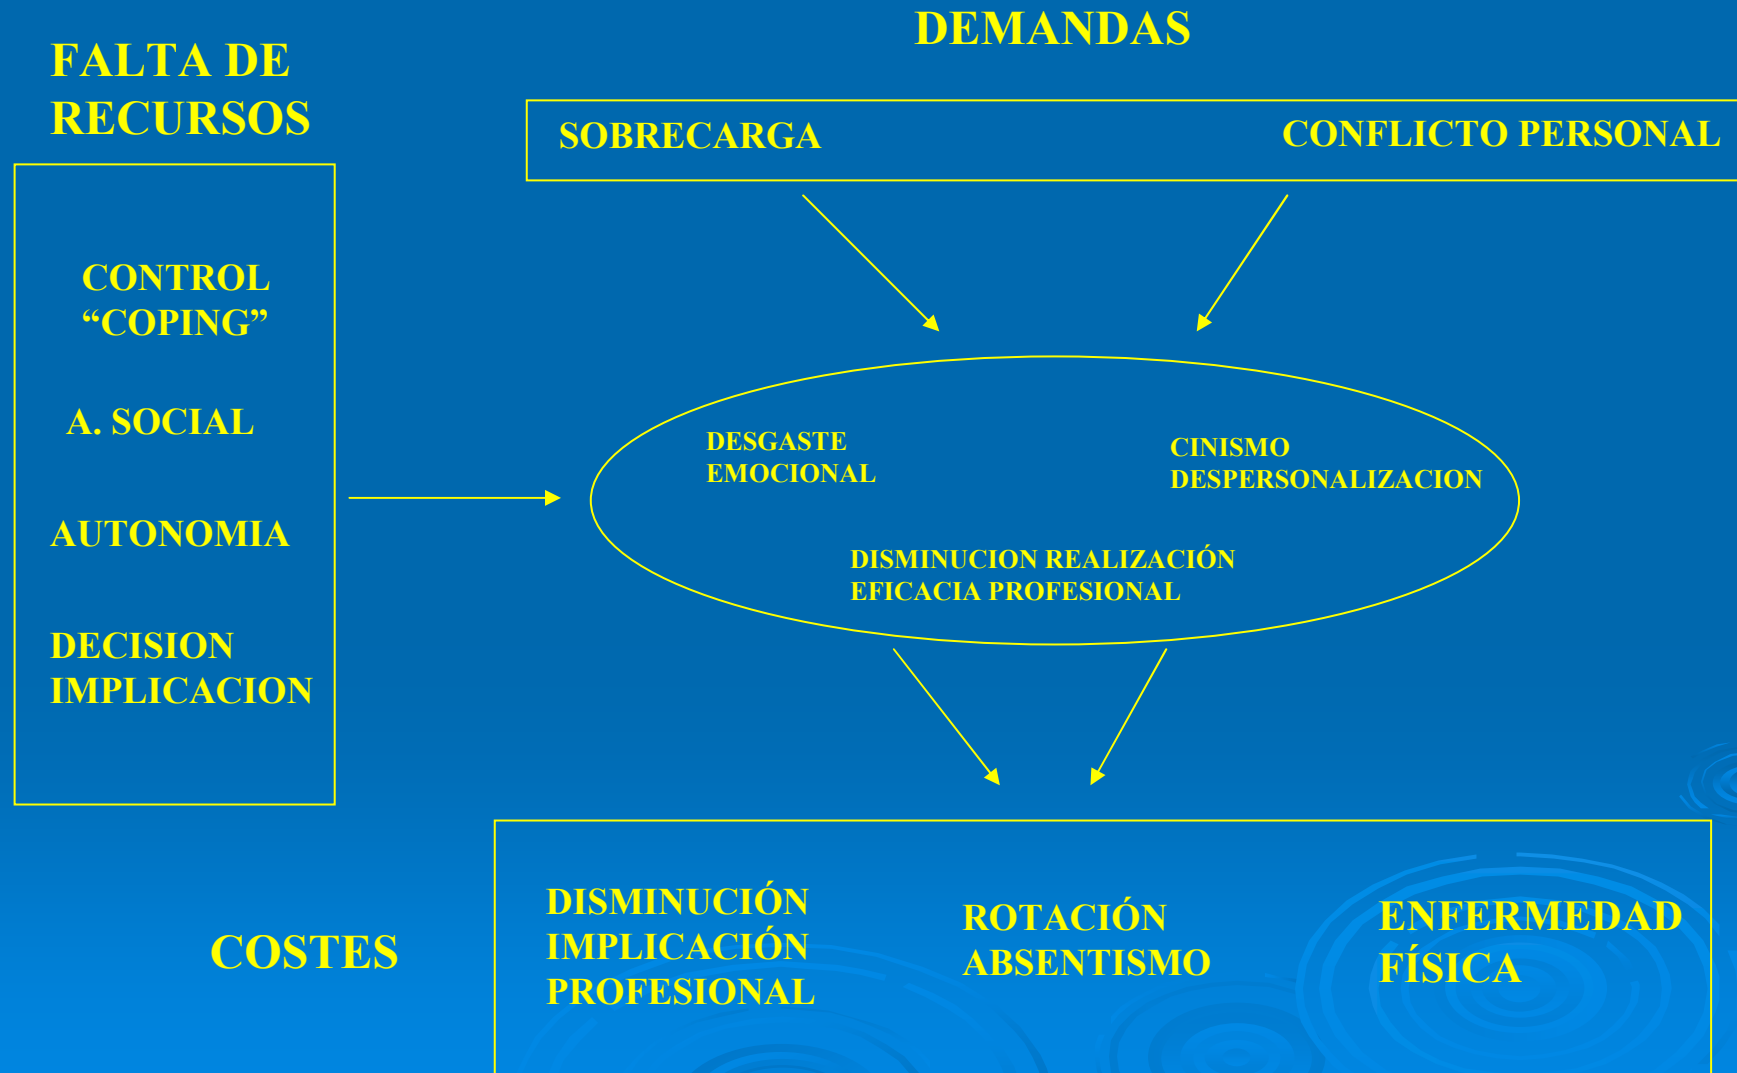 DEMANDAS
FALTA DE
RECURSOS
SOBRECARGA
CONFLICTO PERSONAL
CONTROL
“COPING”
A. SOCIAL
AUTONOMIA
DECISION
IMPLICACION
DESGASTE
EMOCIONAL
CINISMO
DESPERSONALIZACION
DISMINUCION REALIZACIÓN
EFICACIA PROFESIONAL
COSTES
DISMINUCIÓN
IMPLICACIÓN
PROFESIONAL
ROTACIÓN
ABSENTISMO
ENFERMEDAD
FÍSICA